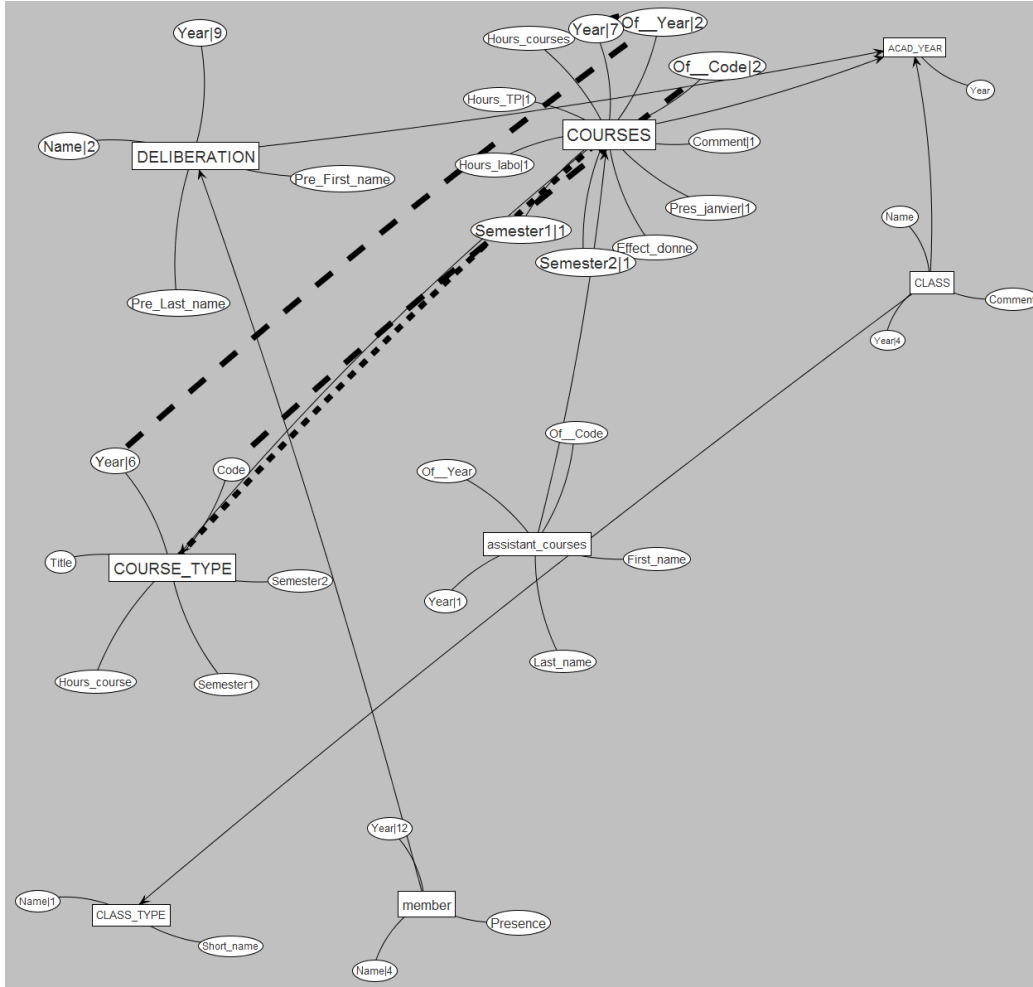 Year|9
Hours_courses
Year|7
Of__Year|2
ACAD_YEAR
Of__Code|2
Year
Hours_TP|1
COURSES
Comment|1
Name|2
DELIBERATION
Hours_labo|1
Pre_First_name
Pres_janvier|1
Name
Semester1|1
Effect_donne
Semester2|1
CLASS
Pre_Last_name
Comment
Year|4
Of__Code
Year|6
Code
Of__Year
assistant_courses
First_name
Title
COURSE_TYPE
Semester2
Year|1
Last_name
Hours_course
Semester1
Year|12
Name|1
CLASS_TYPE
member
Presence
Short_name
Name|4